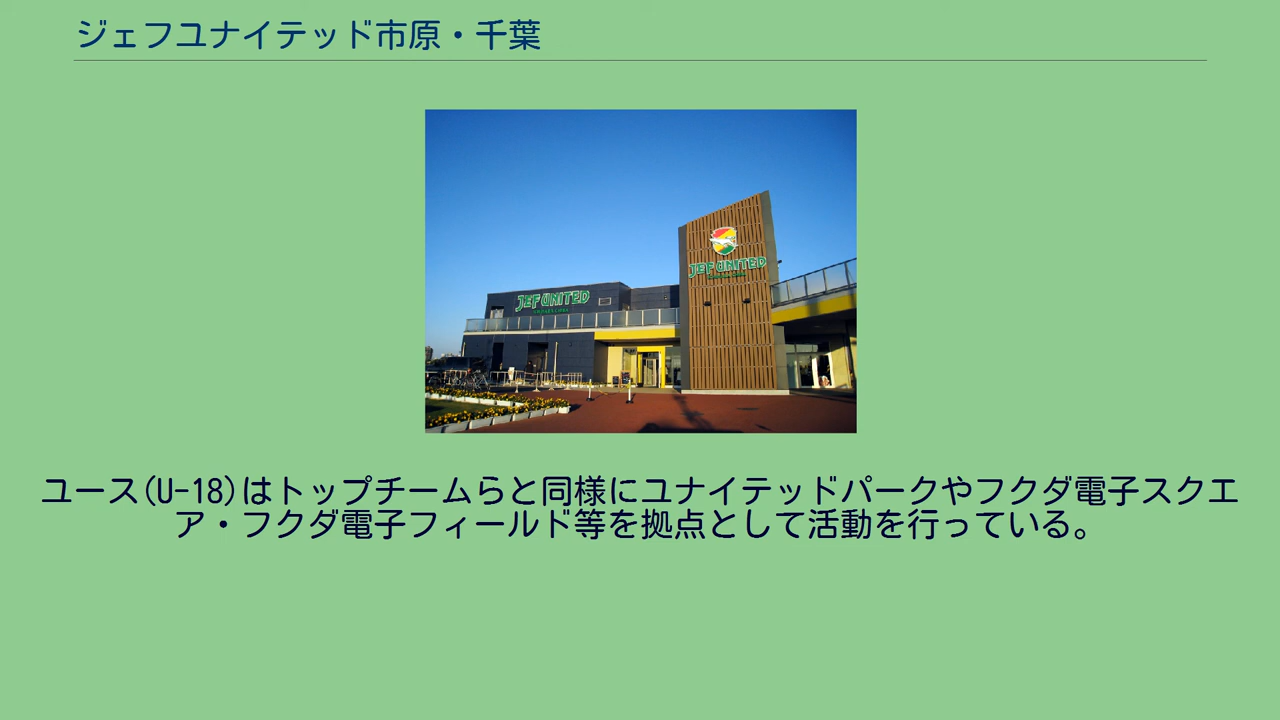 ジェフユナイテッド市原・千葉
JEF UNITED
JEF UNITED
ユース(U-18)はトップチームらと同様にユナイテッドパークやフクダ電子スクエ
ア・フクダ電子フィールド等を拠点として活動を行っている。